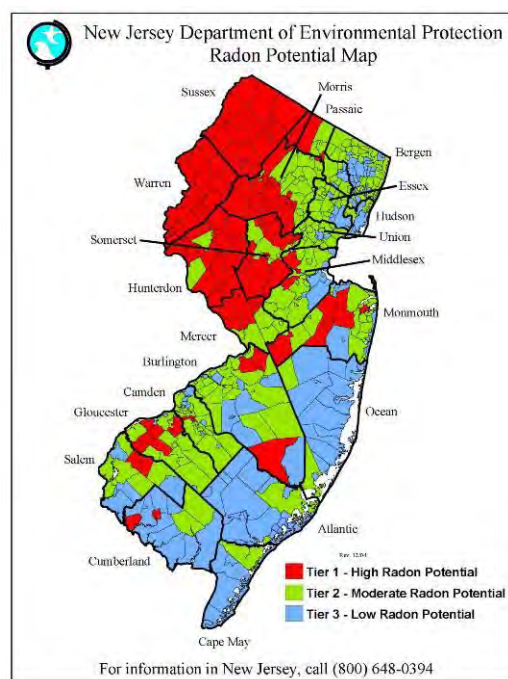 New Jersey Department of Environmental Protection
Radon Potential Map
Morris
Sussex
Passaic
Bergen
Warren
Essex
Hudson
Somerset
Union
Middlesex
Hunterdon
Monmouth
Mercer
Burlington
Camden
Ocean
Gloucester
Salem
Atlantic
Cumberland
Tier 1 - High Radon Potential
Tier 2 - Moderate Radon Potential
Tier 3 - Low Radon Potential
Cape May
For information in New Jersey, call (800) 648-0394